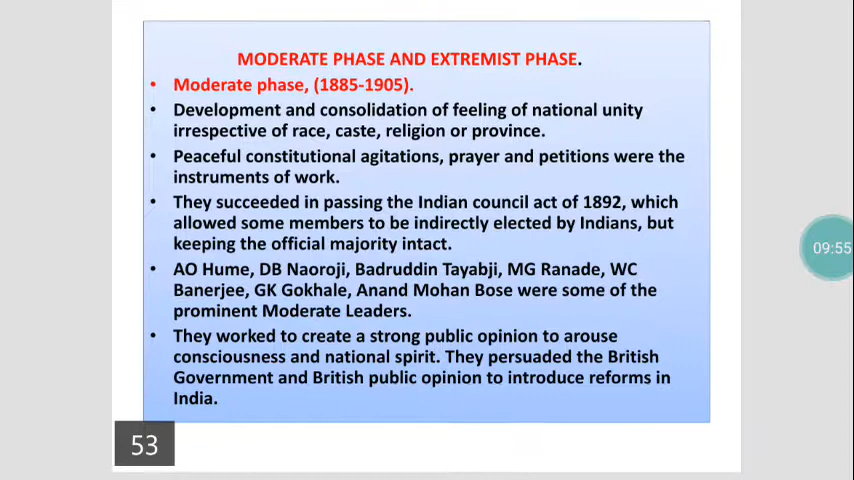 MODERATE PHASE AND EXTREMIST PHASE.
• Moderate phase, (1885-1905).
• Development and consolidation of feeling of national unity
irrespective of race, caste, religion or province.
• Peaceful constitutional agitations, prayer and petitions were the
instruments of work.
• They succeeded in passing the Indian council act of 1892, which
allowed some members to be indirectly elected by Indians, but
keeping the official majority intact.
• AO Hume, DB Naoroji, Badruddin Tayabji, MG Ranade, WC
Banerjee, GK Gokhale, Anand Mohan Bose were some of the
prominent Moderate Leaders.
• They worked to create a strong public opinion to arouse
consciousness and national spirit. They persuaded the British
Government and British public opinion to introduce reforms in
India.
53
09:55